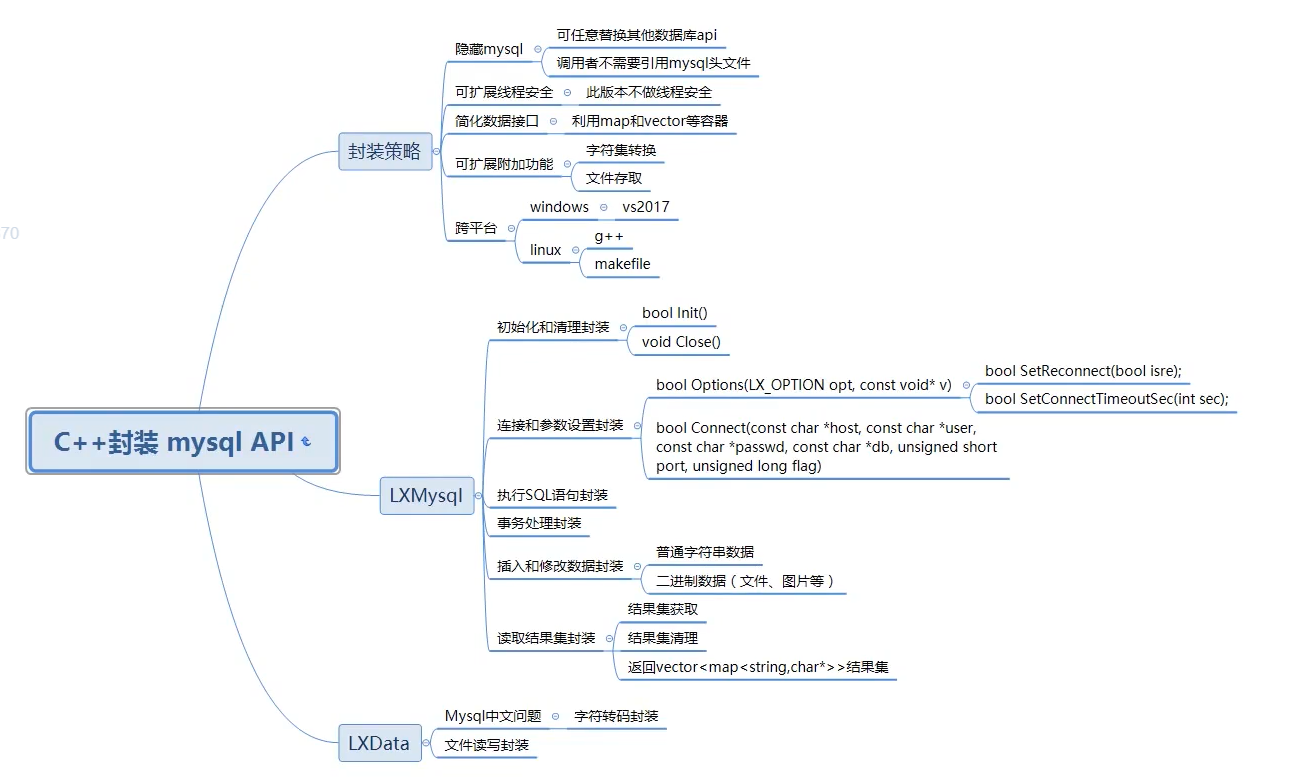 C++封装 mysql API
封装策略
隐藏mysql
可任意替换其他数据库api
调用者不需要引用mysql头文件
可扩展线程安全
此版本不做线程安全
简化数据接口
利用map和vector等容器
可扩展附加功能
字符集转换
文件存取
跨平台
windows
vs2017
linux
g++
makefile
LXMysql
初始化和清理封装
bool Init()
void Close()
连接和参数设置封装
bool Options(LX_OPTION opt, const void* v)
bool SetReconnect(bool isre);
bool SetConnectTimeoutSec(int sec);
bool Connect(const char *host, const char *user,
const char *passwd, const char *db, unsigned short
port, unsigned long flag)
执行SQL语句封装
事务处理封装
插入和修改数据封装
普通字符串数据
二进制数据（文件、图片等）
读取结果集封装
结果集获取
结果集清理
返回vector<map<string,char*>>结果集
LXData
Mysql中文问题
字符转码封装
文件读写封装
70